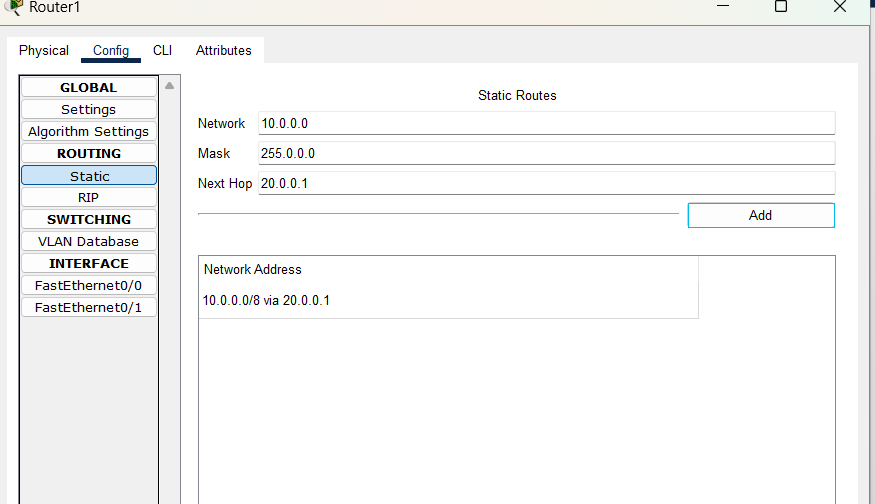 Router1
Physical Config CLI Attributes
GLOBAL
Settings
Algorithm Settings
ROUTING
Static
RIP
SWITCHING
VLAN Database
INTERFACE
FastEthernet0/0
FastEthernet0/1
Static Routes
Network 10.0.0.0
Mask 255.0.0.0
Next Hop 20.0.0.1
Add
Network Address
10.0.0.0/8 via 20.0.0.1